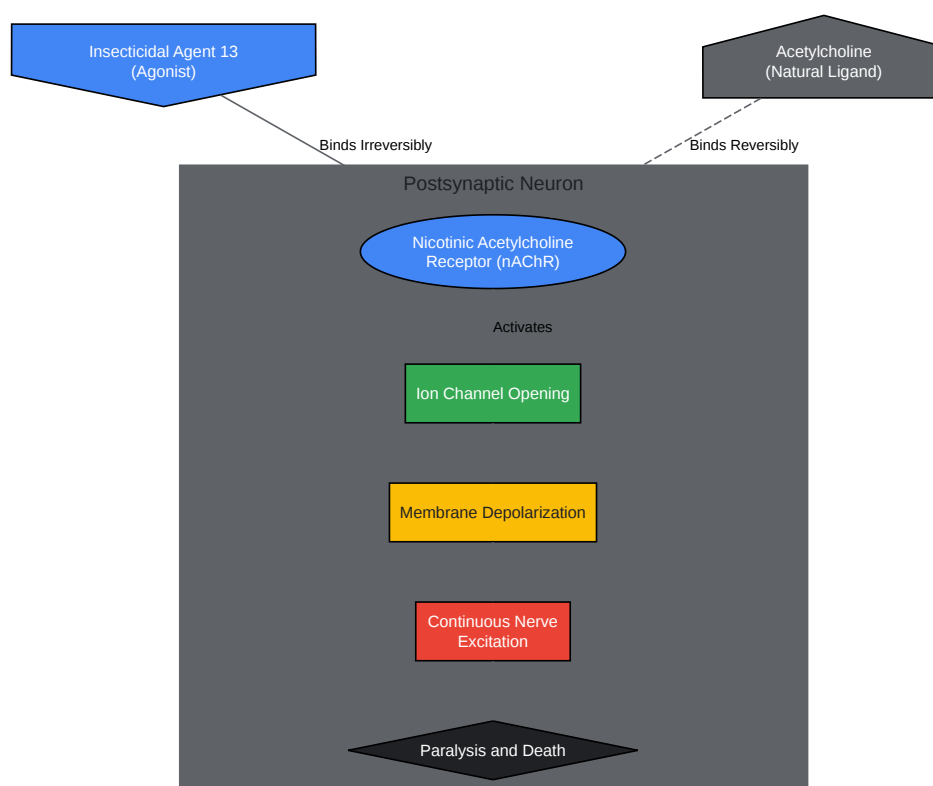 Insecticidal Agent 13
(Agonist)
Acetylcholine
(Natural Ligand)
Binds Irreversibly
Binds Reversibly
Postsynaptic Neuron
Nicotinic Acetylcholine
Receptor (nAChR)
Activates
Ion Channel Opening
Membrane Depolarization
Continuous Nerve
Excitation
Paralysis and Death